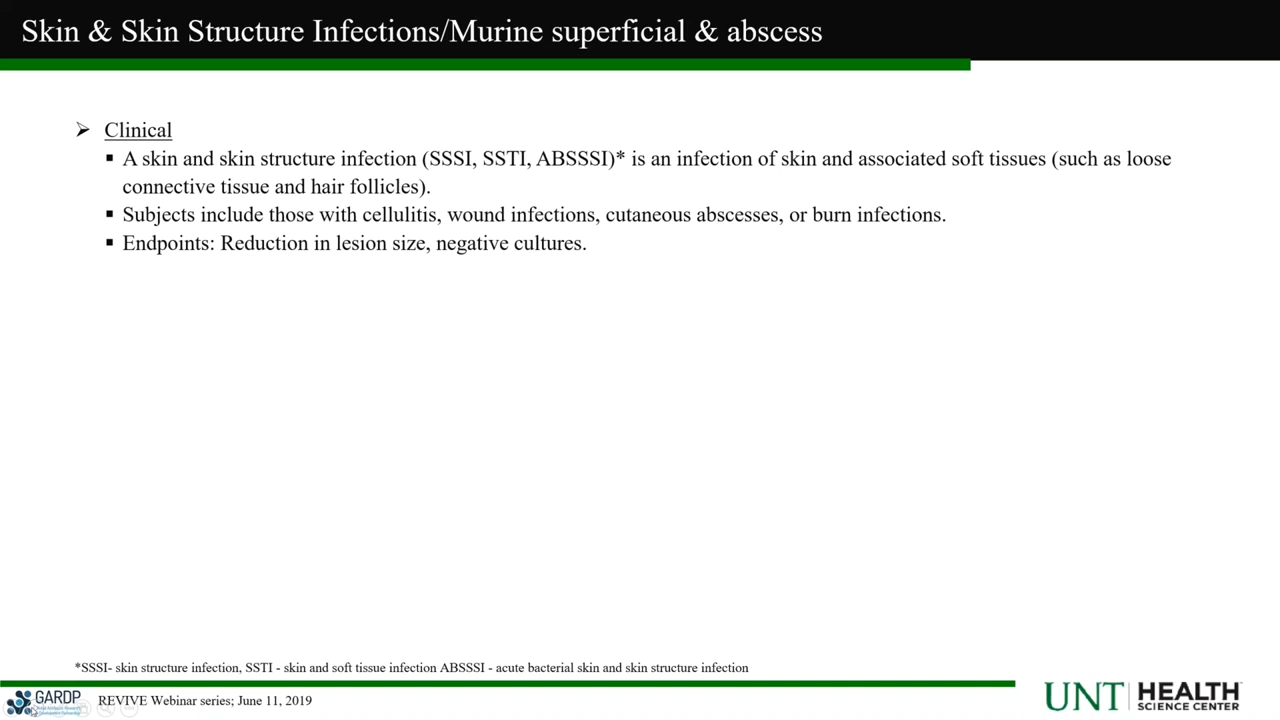 Skin & Skin Structure Infections/Murine superficial & abscess
➤ Clinical
▪ A skin and skin structure infection (SSSI, SSTI, ABSSSI)* is an infection of skin and associated soft tissues (such as loose
connective tissue and hair follicles).
▪ Subjects include those with cellulitis, wound infections, cutaneous abscesses, or burn infections.
▪ Endpoints: Reduction in lesion size, negative cultures.
*SSSI- skin structure infection, SSTI - skin and soft tissue infection ABSSSI - acute bacterial skin and skin structure infection
GARDP
REVIVE Webinar series; June 11, 2019
UNT HEALTH
SCIENCE CENTER